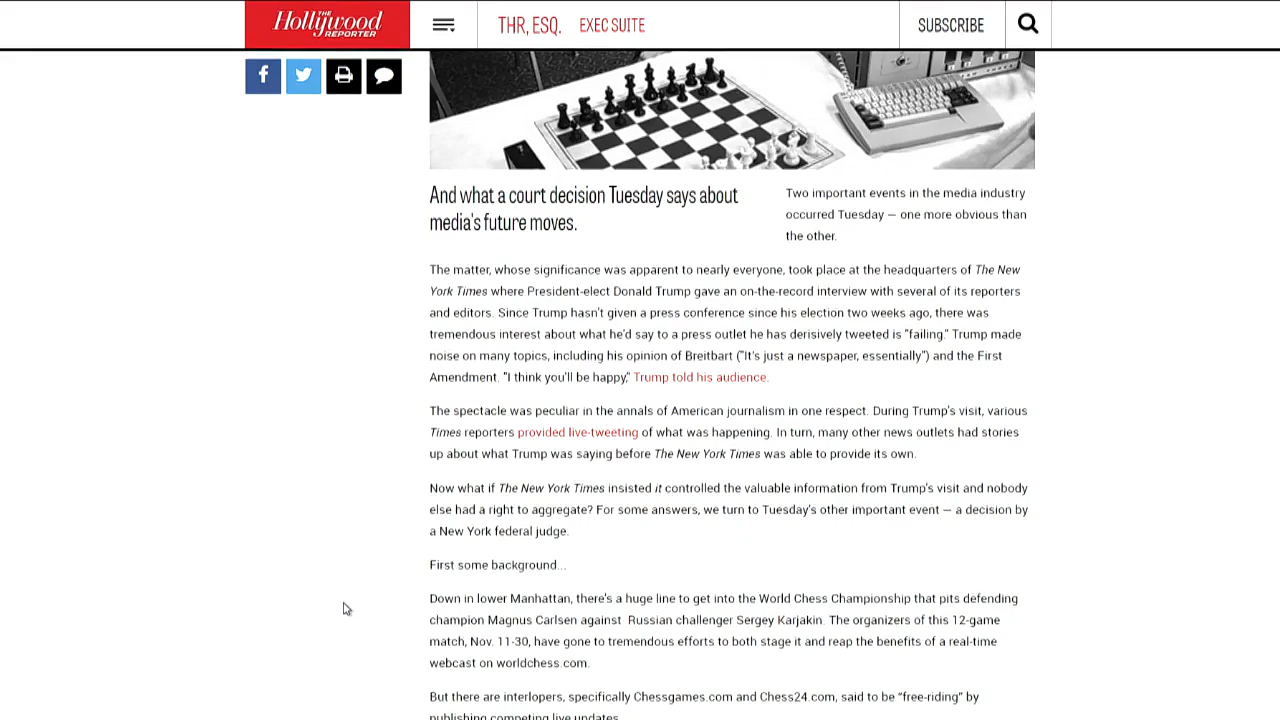 THE
Hollywood
REPORTER
THR, ESQ.
EXEC SUITE
SUBSCRIBE
And what a court decision Tuesday says about
media's future moves.
Two important events in the media industry
occurred Tuesday — one more obvious than
the other.
The matter, whose significance was apparent to nearly everyone, took place at the headquarters of The New
York Times where President-elect Donald Trump gave an on-the-record interview with several of its reporters
and editors. Since Trump hasn't given a press conference since his election two weeks ago, there was
tremendous interest about what he'd say to a press outlet he has derisively tweeted is "failing." Trump made
noise on many topics, including his opinion of Breitbart ("It's just a newspaper, essentially") and the First
Amendment. "I think you'll be happy," Trump told his audience.
The spectacle was peculiar in the annals of American journalism in one respect. During Trump's visit, various
Times reporters provided live-tweeting of what was happening. In turn, many other news outlets had stories
up about what Trump was saying before The New York Times was able to provide its own.
Now what if The New York Times insisted it controlled the valuable information from Trump's visit and nobody
else had a right to aggregate? For some answers, we turn to Tuesday's other important event — a decision by
a New York federal judge.
First some background...
Down in lower Manhattan, there's a huge line to get into the World Chess Championship that pits defending
champion Magnus Carlsen against Russian challenger Sergey Karjakin. The organizers of this 12-game
match, Nov. 11-30, have gone to tremendous efforts to both stage it and reap the benefits of a real-time
webcast on worldchess.com.
But there are interlopers, specifically Chessgames.com and Chess24.com, said to be “free-riding” by
publishing competing live updates.